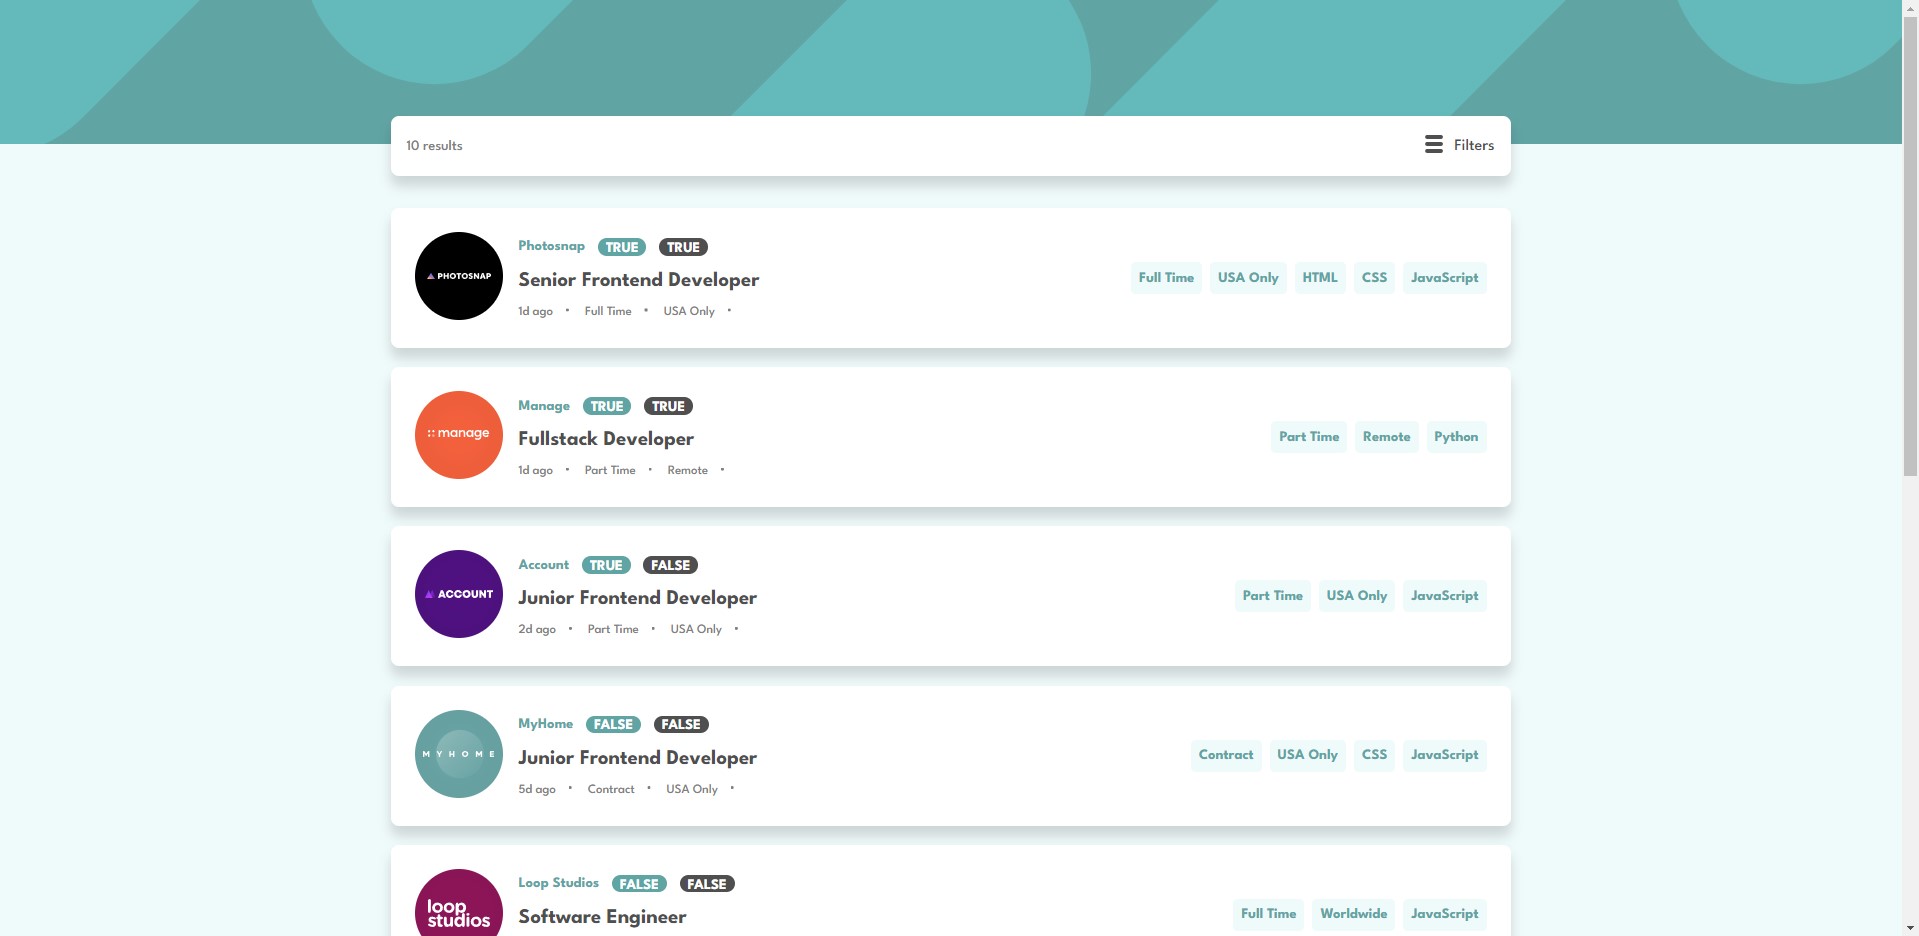 10 results
Filters
PHOTOSNAP
Photosnap TRUE TRUE
Senior Frontend Developer
1d ago • Full Time • USA Only •
Full Time USA Only HTML CSS JavaScript
manage
Manage TRUE TRUE
Fullstack Developer
1d ago • Part Time • Remote •
Part Time Remote Python
ACCOUNT
Account TRUE FALSE
Junior Frontend Developer
2d ago • Part Time • USA Only •
Part Time USA Only JavaScript
MYHOME
MyHome FALSE FALSE
Junior Frontend Developer
5d ago • Contract • USA Only •
Contract USA Only CSS JavaScript
loop
studios
Loop Studios FALSE FALSE
Software Engineer
Full Time Worldwide JavaScript